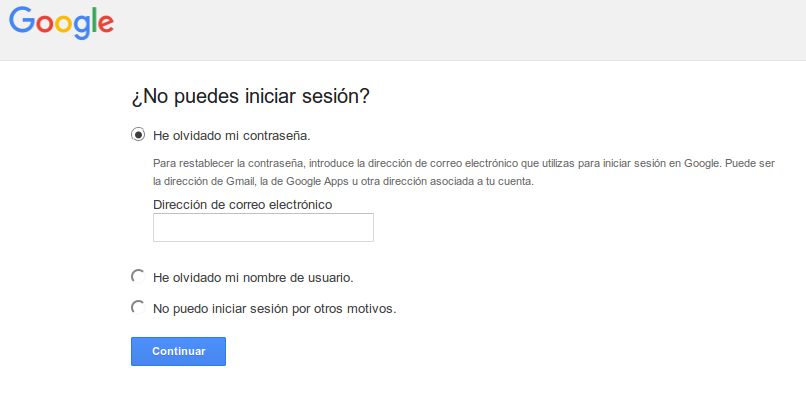 Google
¿No puedes iniciar sesión?
He olvidado mi contraseña.
Para restablecer la contraseña, introduce la dirección de correo electrónico que utilizas para iniciar sesión en Google. Puede ser
la dirección de Gmail, la de Google Apps u otra dirección asociada a tu cuenta.
Dirección de correo electrónico
He olvidado mi nombre de usuario.
No puedo iniciar sesión por otros motivos.
Continuar